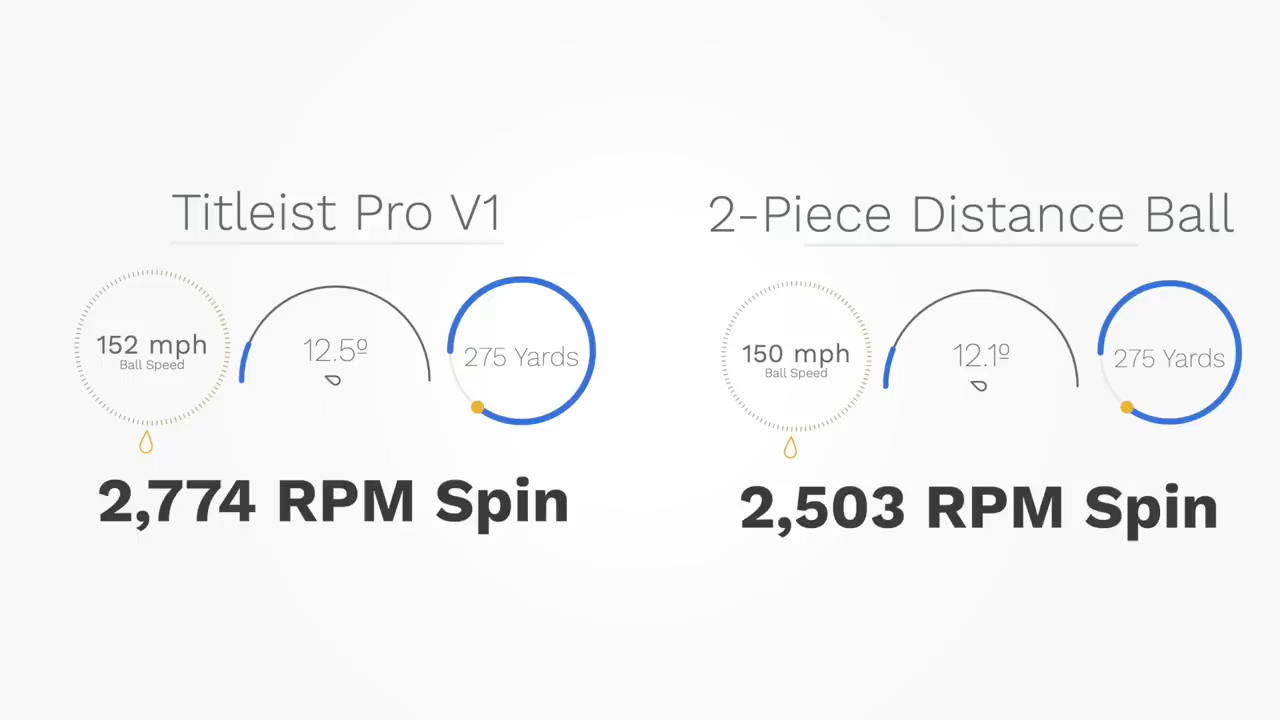 Titleist Pro V1
152 mph
Ball Speed
12.5º
275 Yards
2,774 RPM Spin
2-Piece Distance Ball
150 mph
Ball Speed
12.1º
275 Yards
2,503 RPM Spin